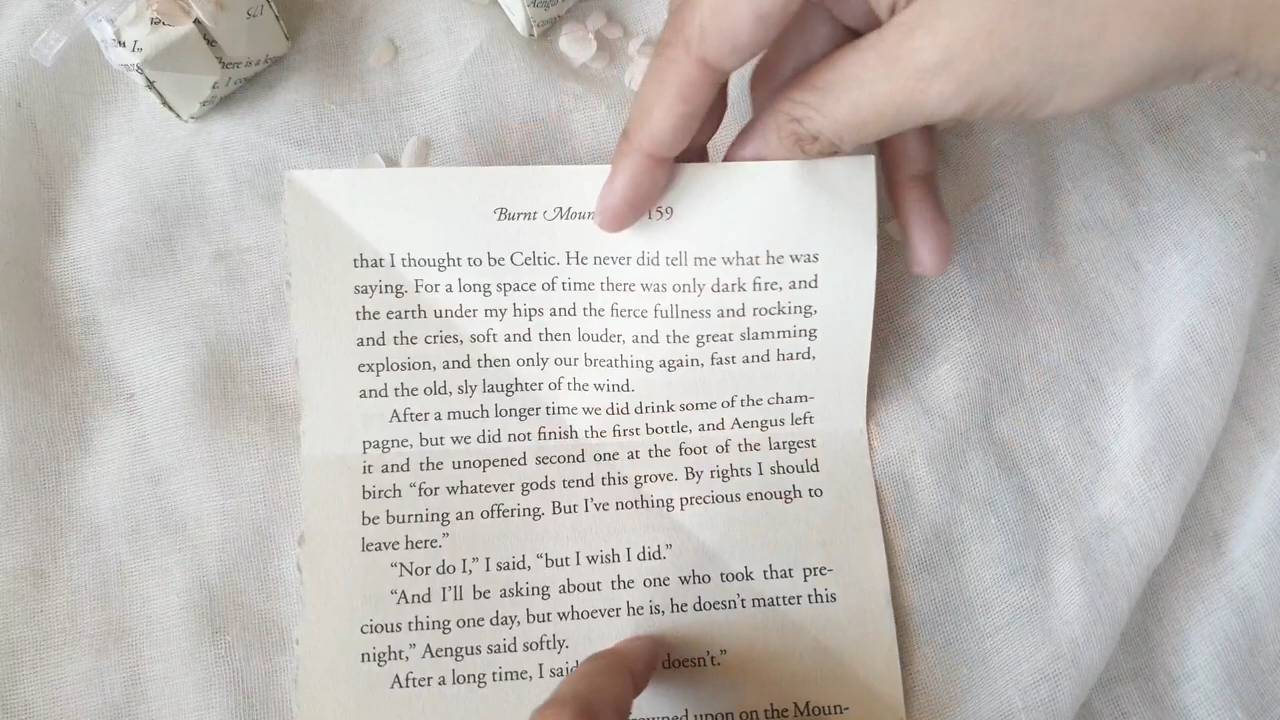 175
I,
he
here is a
t. I
Aengus
Burnt Moun 159
that I thought to be Celtic. He never did tell me what he was
saying. For a long space of time there was only dark fire, and
the earth under my hips and the fierce fullness and rocking,
and the cries, soft and then louder, and the great slamming
explosion, and then only our breathing again, fast and hard,
and the old, sly laughter of the wind.
After a much longer time we did drink some of the cham-
pagne, but we did not finish the first bottle, and Aengus left
it and the unopened second one at the foot of the largest
birch “for whatever gods tend this grove. By rights I should
be burning an offering. But I’ve nothing precious enough to
leave here.”
“Nor do I,” I said, “but I wish I did.”
“And I’ll be asking about the one who took that pre-
cious thing one day, but whoever he is, he doesn’t matter this
night,” Aengus said softly.
After a long time, I said doesn’t.”
upon on the Moun-